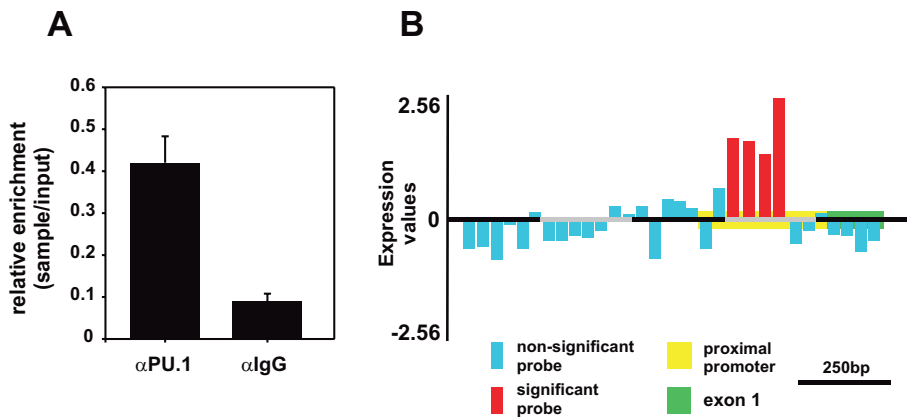 A
relative enrichment
(sample/input)
0.6
0.5
0.4
0.3
0.2
0.1
0
αPU.1
αIgG
B
Expression
values
2.56
0
-2.56
non-significant
probe
significant
probe
proximal
promoter
exon 1
250bp